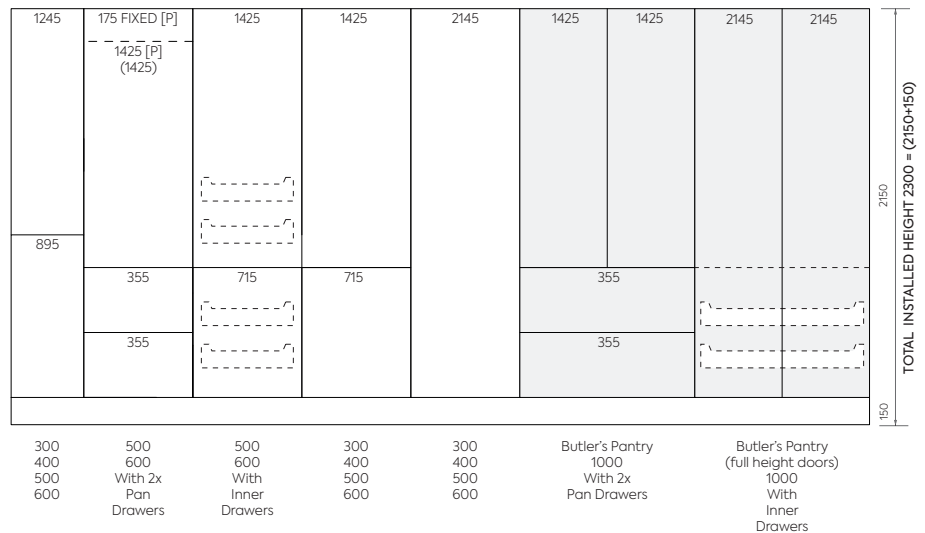 1245
175 FIXED [P]
1425
1425
2145
1425
1425
2145
2145
1425 [P]
(1425)
895
355
715
715
355
355
355
2150
150
TOTAL INSTALLED HEIGHT 2300 = (2150+150)
300
400
500
600
500
600
With 2x
Pan
Drawers
500
600
With
Inner
Drawers
300
400
500
600
300
400
500
600
Butler's Pantry
1000
With 2x
Pan Drawers
Butler's Pantry
(full height doors)
1000
With
Inner
Drawers